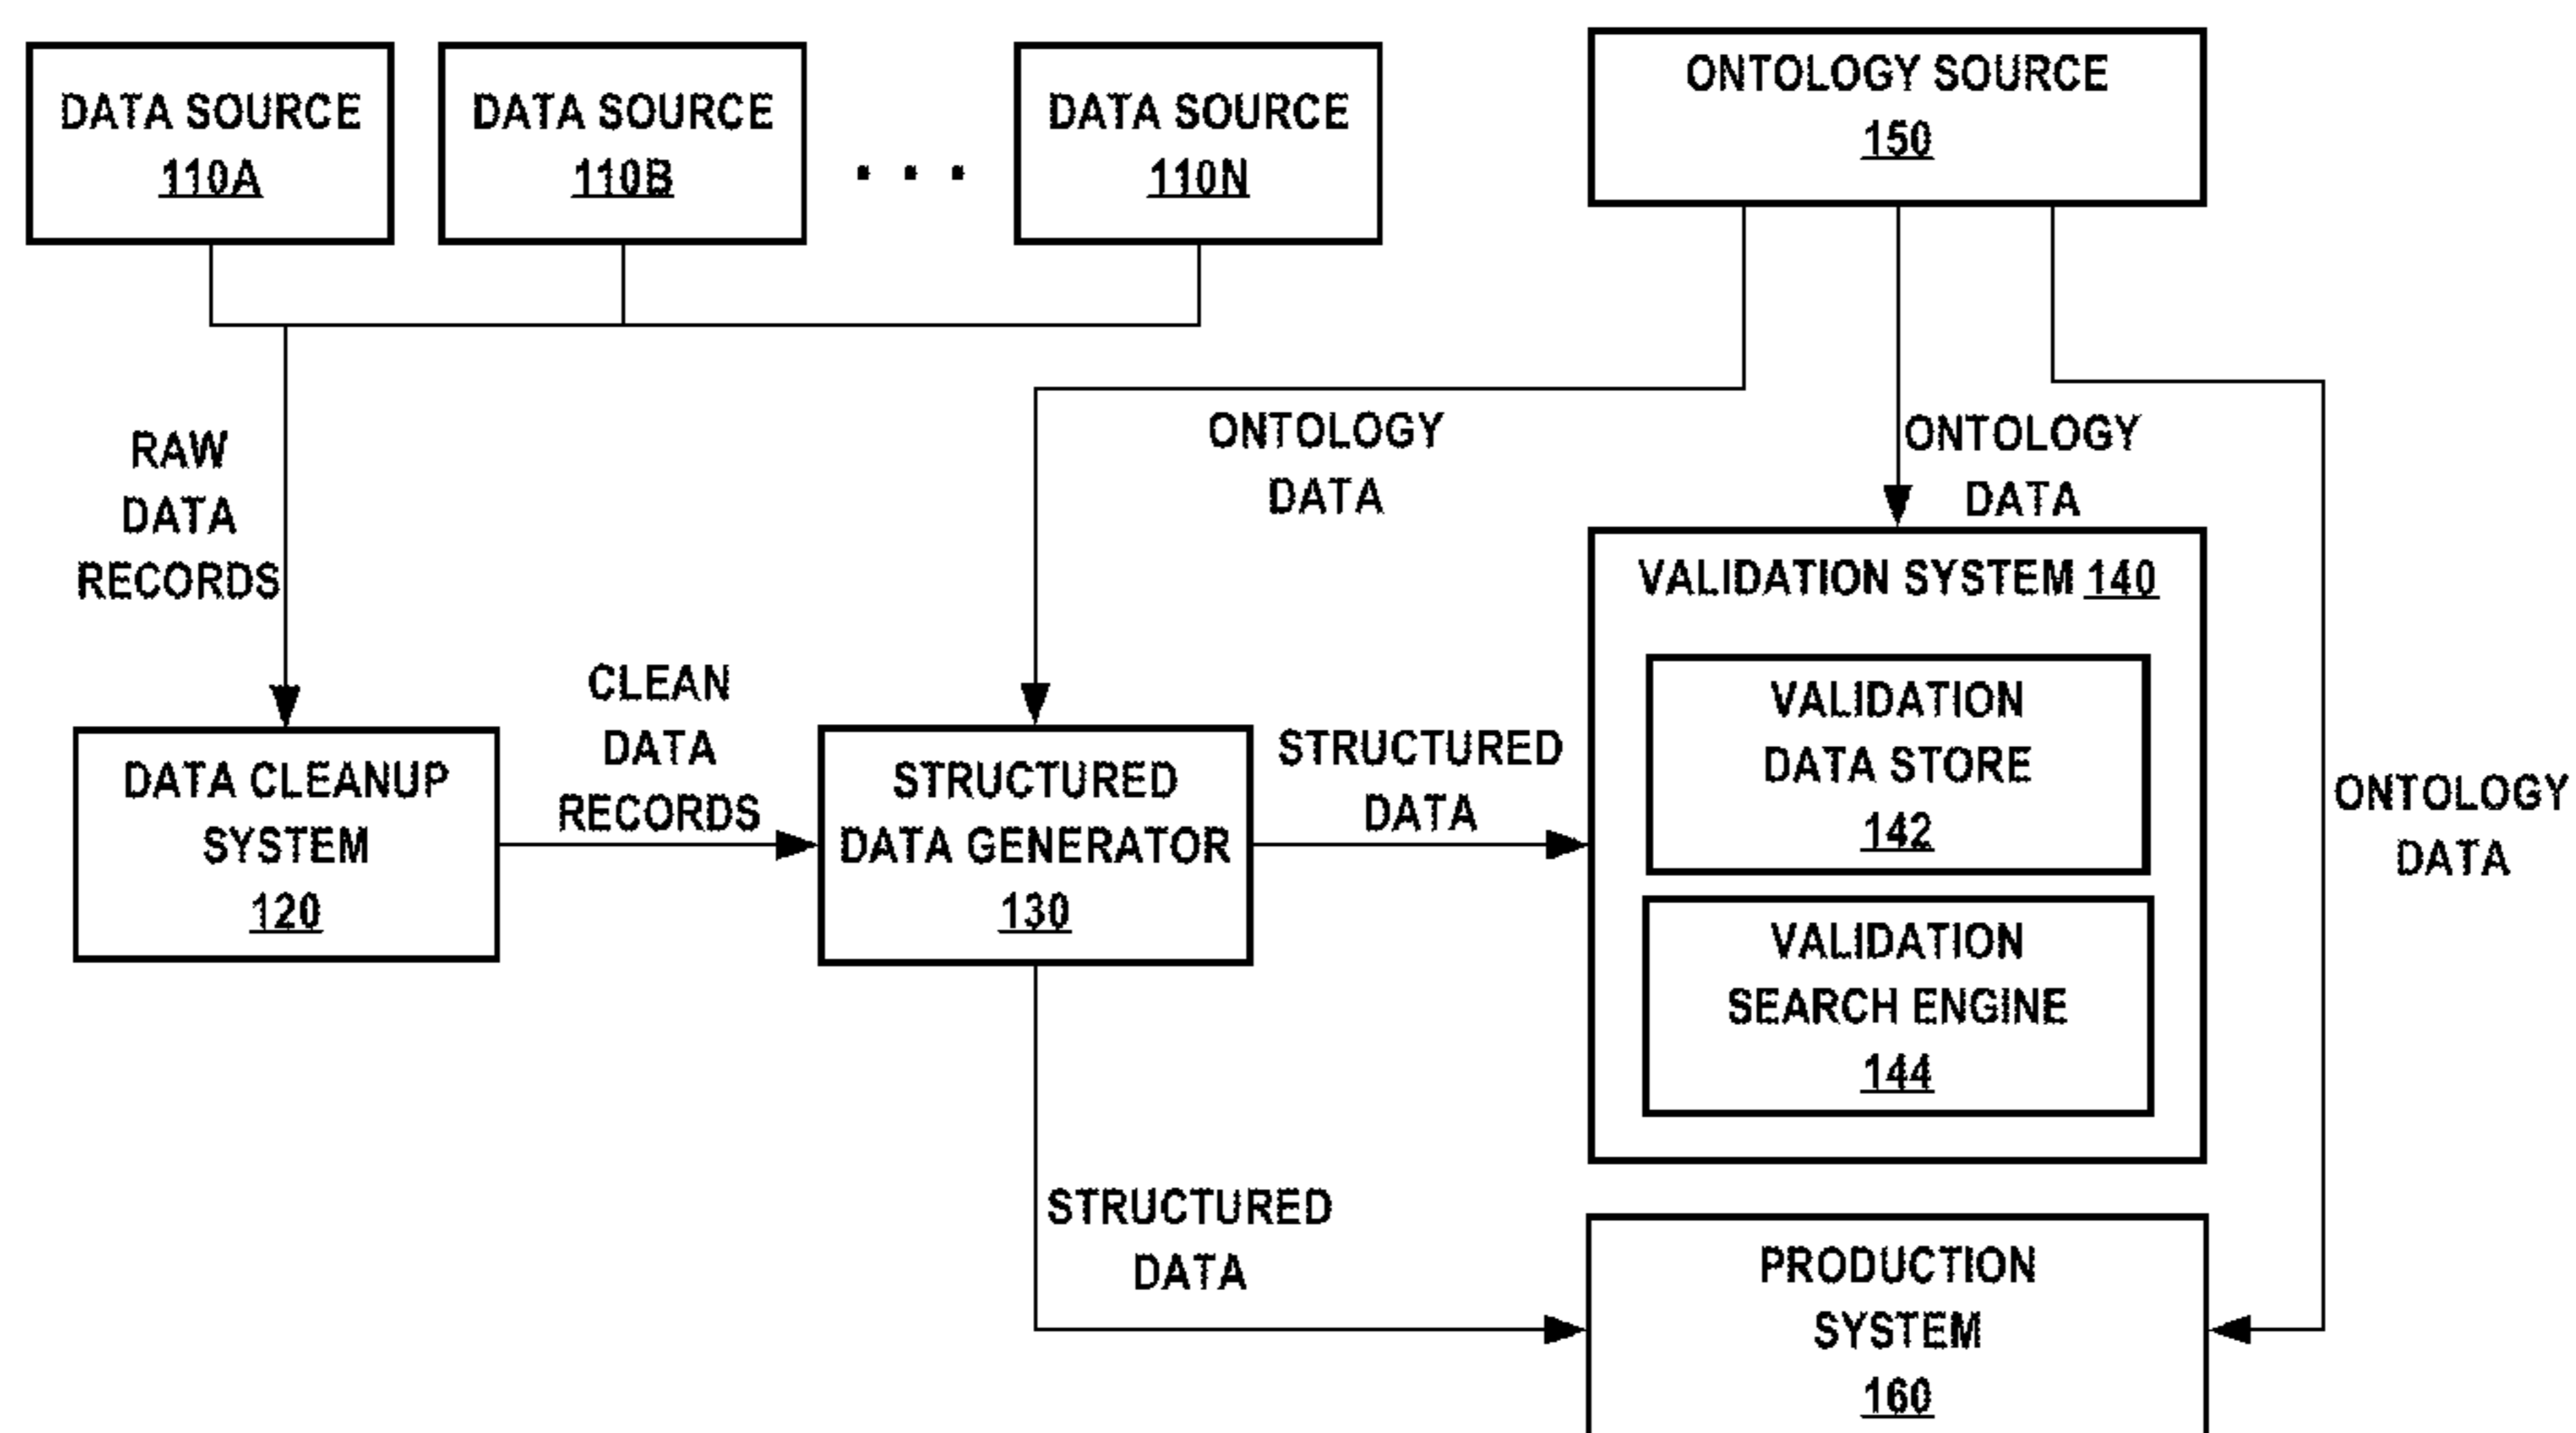 DATA SOURCE
110A
DATA SOURCE
110B
. . .
DATA SOURCE
110N
ONTOLOGY SOURCE
150
RAW
DATA
RECORDS
ONTOLOGY
DATA
ONTOLOGY
DATA
VALIDATION SYSTEM 140
VALIDATION
DATA STORE
142
VALIDATION
SEARCH ENGINE
144
ONTOLOGY
DATA
DATA CLEANUP
SYSTEM
120
CLEAN
DATA
RECORDS
STRUCTURED
DATA GENERATOR
130
STRUCTURED
DATA
STRUCTURED
DATA
PRODUCTION
SYSTEM
160